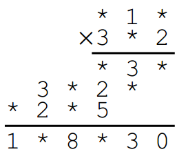 * 1 *
×3 * 2
* 3 *
3 * 2 *
* 2 * 5
1 * 8 * 3 0